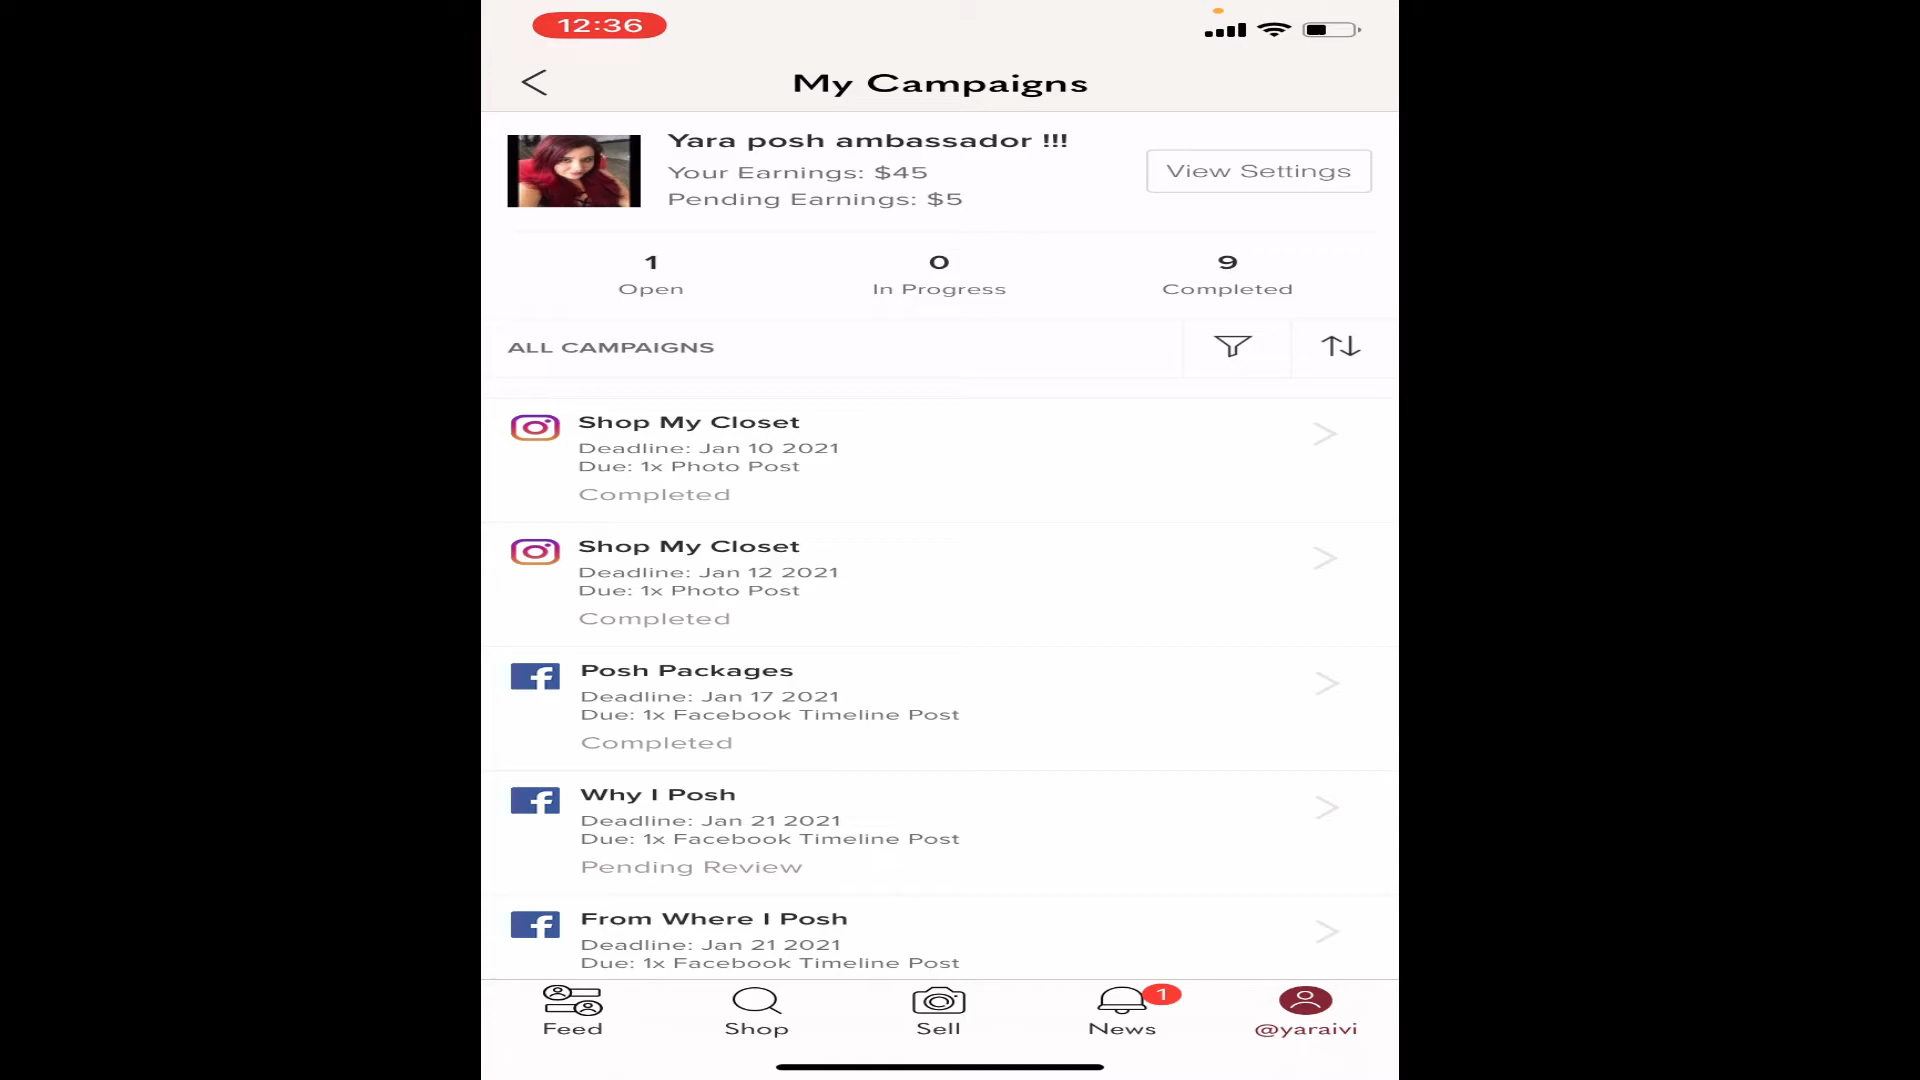 12:36
My Campaigns
Yara posh ambassador !!!
Your Earnings: $45
Pending Earnings: $5
View Settings
1
Open
0
In Progress
9
Completed
ALL CAMPAIGNS
Shop My Closet
Deadline: Jan 10 2021
Due: 1x Photo Post
Completed
Shop My Closet
Deadline: Jan 12 2021
Due: 1x Photo Post
Completed
Posh Packages
Deadline: Jan 17 2021
Due: 1x Facebook Timeline Post
Completed
Why I Posh
Deadline: Jan 21 2021
Due: 1x Facebook Timeline Post
Pending Review
From Where I Posh
Deadline: Jan 21 2021
Due: 1x Facebook Timeline Post
Feed
Shop
Sell
1
News
@yaraivi